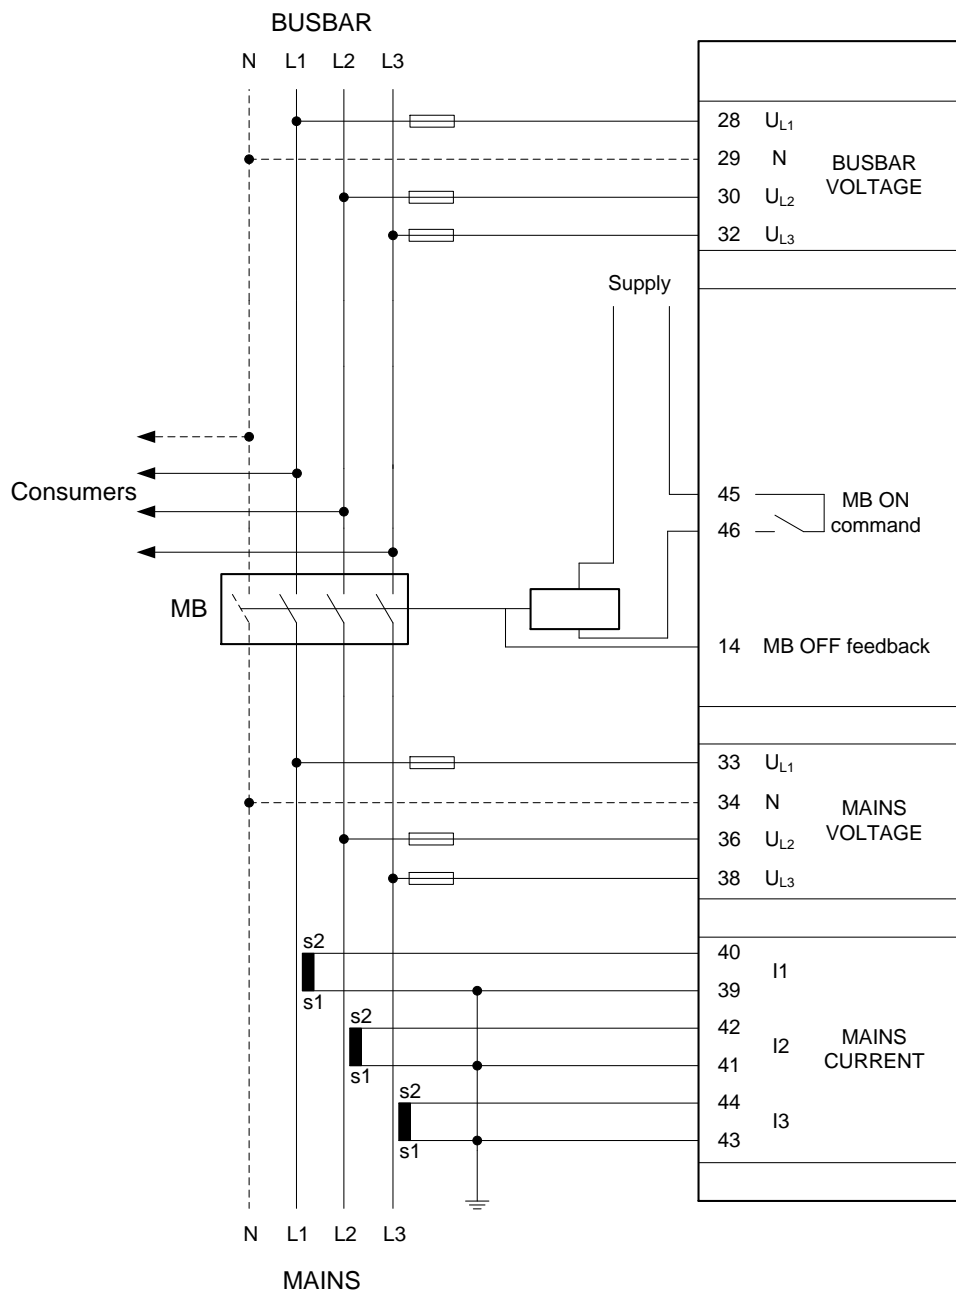 BUSBAR
N L1 L2 L3
28 UL1
29 N
30 UL2
32 UL3
BUSBAR
VOLTAGE
Supply
Consumers
45
46
MB ON
command
MB
14 MB OFF feedback
33 UL1
34 N
36 UL2
38 UL3
MAINS
VOLTAGE
s2
s1
s2
s1
s2
s1
40
I1
39
42
I2
41
44
I3
43
MAINS
CURRENT
N L1 L2 L3
MAINS